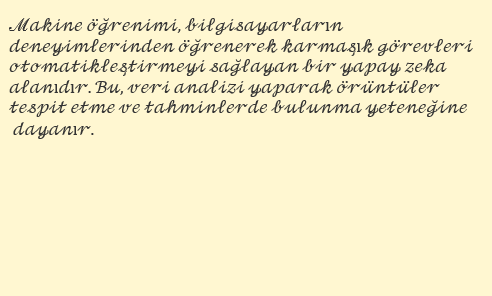 Makine öğrenimi, bilgisayarların
deneyimlerinden öğrenerek karmaşık görevleri
otomatikleştirmeyi sağlayan bir yapay zeka
alanıdır. Bu, veri analizi yaparak örüntüler
tespit etme ve tahminlerde bulunma yeteneğine
dayanır.